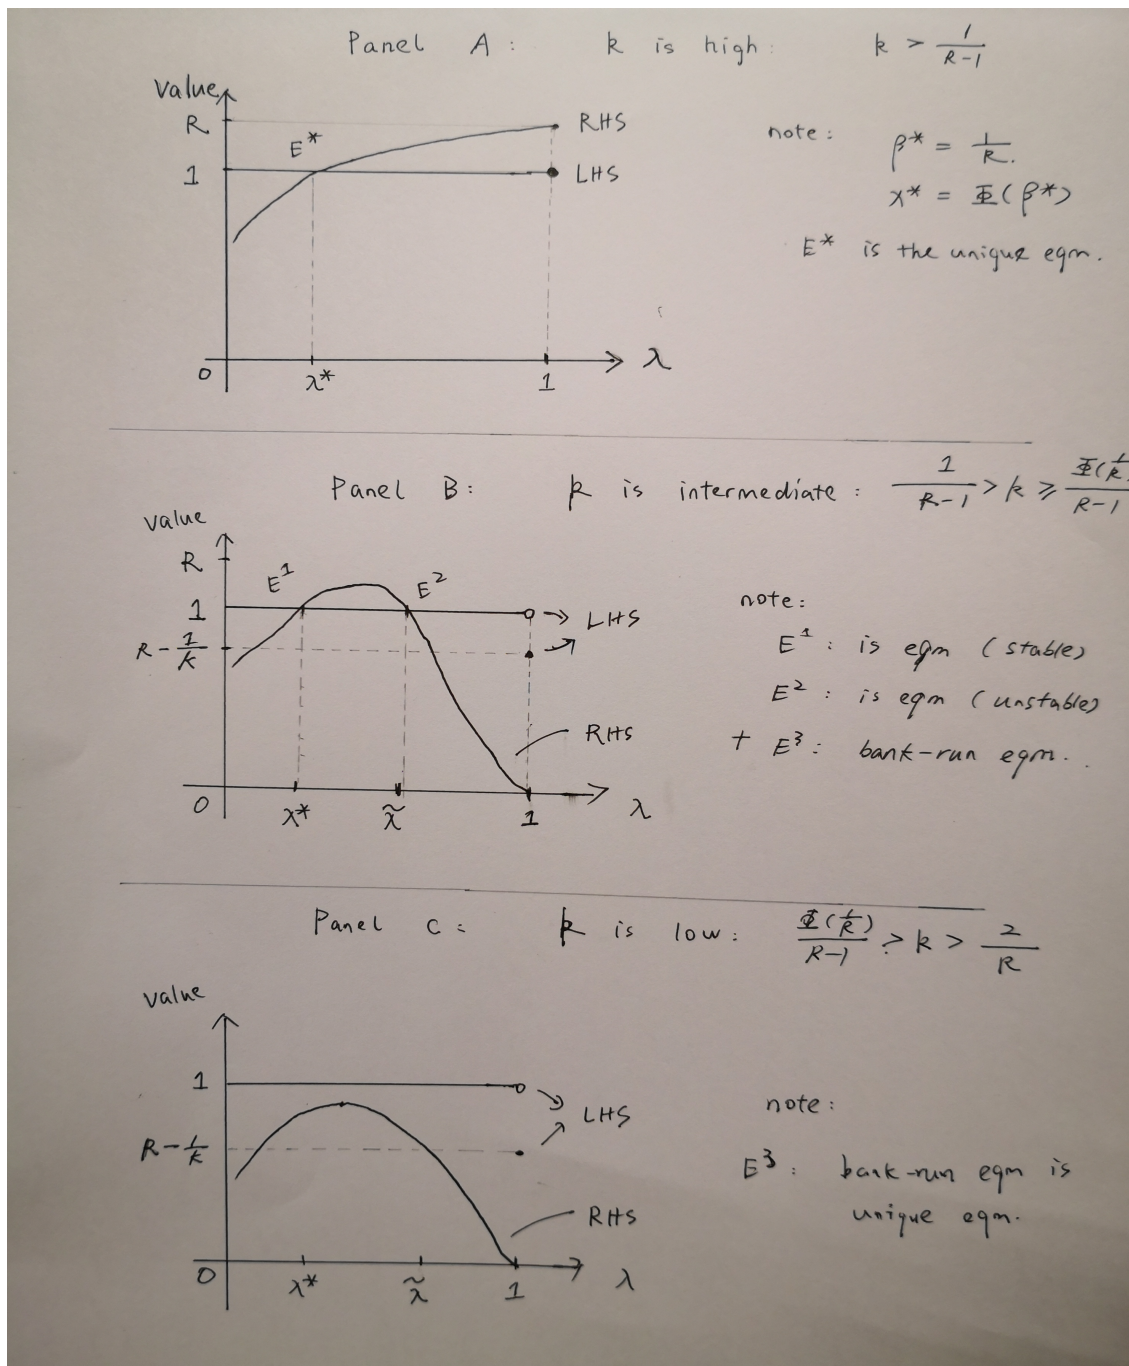 Panel A: k is high: k > 1/(R-1)
Value
R
E*
RHS
1
LHS
0
λ*
1
λ
note: β* = 1/R.
λ* = Φ(β*)
E* is the unique eqm.
Panel B: k is intermediate: 1/(R-1) > k ⩾ Φ(1/R)/(R-1)
Value
R
E¹
E²
1
LHS
R - 1/k
RHS
0
λ*
λ̃
1
λ
note:
E¹: is eqm (stable)
E²: is eqm (unstable)
+ E³: bank-run eqm.
Panel C: k is low: Φ(1/R)/(R-1) > k > 2/R
Value
1
LHS
R - 1/k
RHS
0
λ*
λ̃
1
λ
note:
E³: bank-run eqm is
unique eqm.